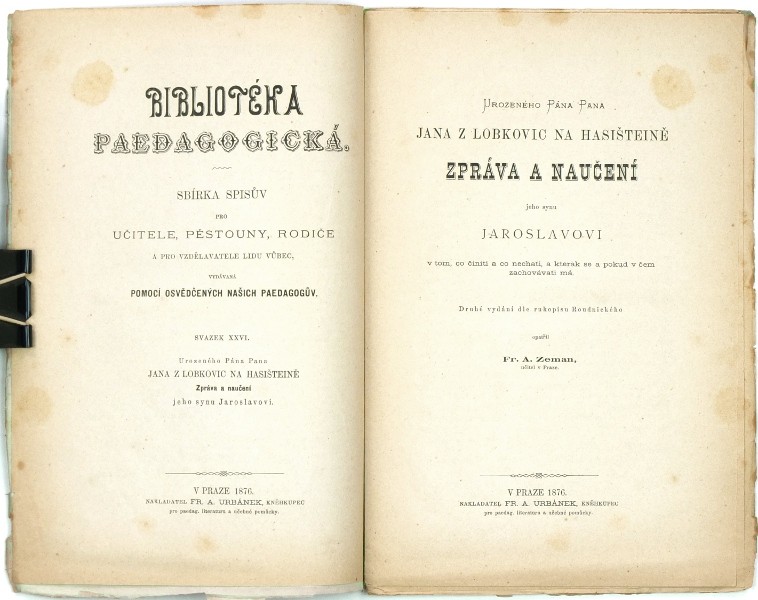 BIBLIOTÉKA
PAEDAGOGICKÁ.
SBÍRKA SPISŮV
PRO
UČITELE, PĚSTOUNY, RODIČE
A PRO VZDĚLAVATELE LIDU VŮBEC,
VYDÁVANÁ
POMOCÍ OSVĚDČENÝCH NAŠICH PAEDAGOGŮV.
SVAZEK XXVI.
Urozeného Pána Pana
JANA Z LOBKOVIC NA HASIŠTEINĚ
Zpráva a naučení
jeho synu Jaroslavovi.
V PRAZE 1876.
NAKLADATEL FR. A. URBÁNEK, KNĚHKUPEC
pro paedag. literaturu a učebné pomůcky.
UROZENÉHO PÁNA PANA
JANA Z LOBKOVIC NA HASIŠTEINĚ
ZPRÁVA A NAUČENÍ
jeho synu
JAROSLAVOVI
v tom, co činiti a co nechati, a kterak se a pokud v čem
zachovávati má.
Druhé vydání dle rukopisu Roudnického
opatřil
Fr. A. Zeman,
učitel v Praze.
V PRAZE 1876.
NAKLADATEL FR. A. URBÁNEK, KNĚHKUPEC
pro paedag. literaturu a učebné pomůcky.